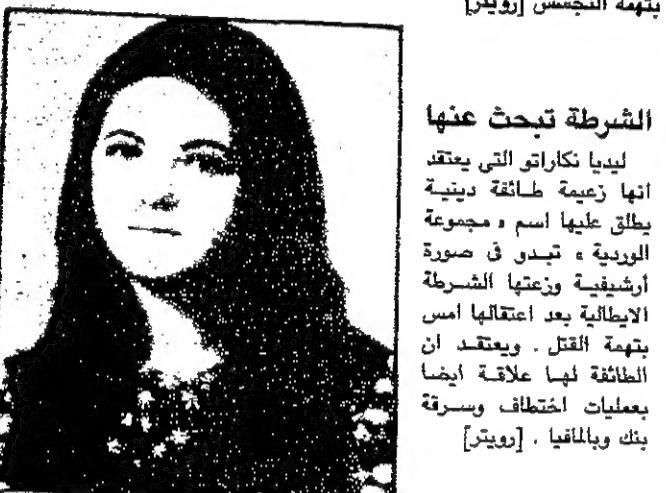 بتهمة التجسس [رويتر]
الشرطة تبحث عنها
ليديا نكاراتو التي يعتقد
انها زعيمة طائفة دينية
يطلق عليها اسم « مجموعة
الوردية » تبدو في صورة
أرشيفية وزعتها الشرطة
الايطالية بعد اعتقالها امس
بتهمة القتل . ويعتقد ان
الطائفة لها علاقة ايضا
بعمليات اختطاف وسرقة
بنك وبالمافيا . [رويتر]